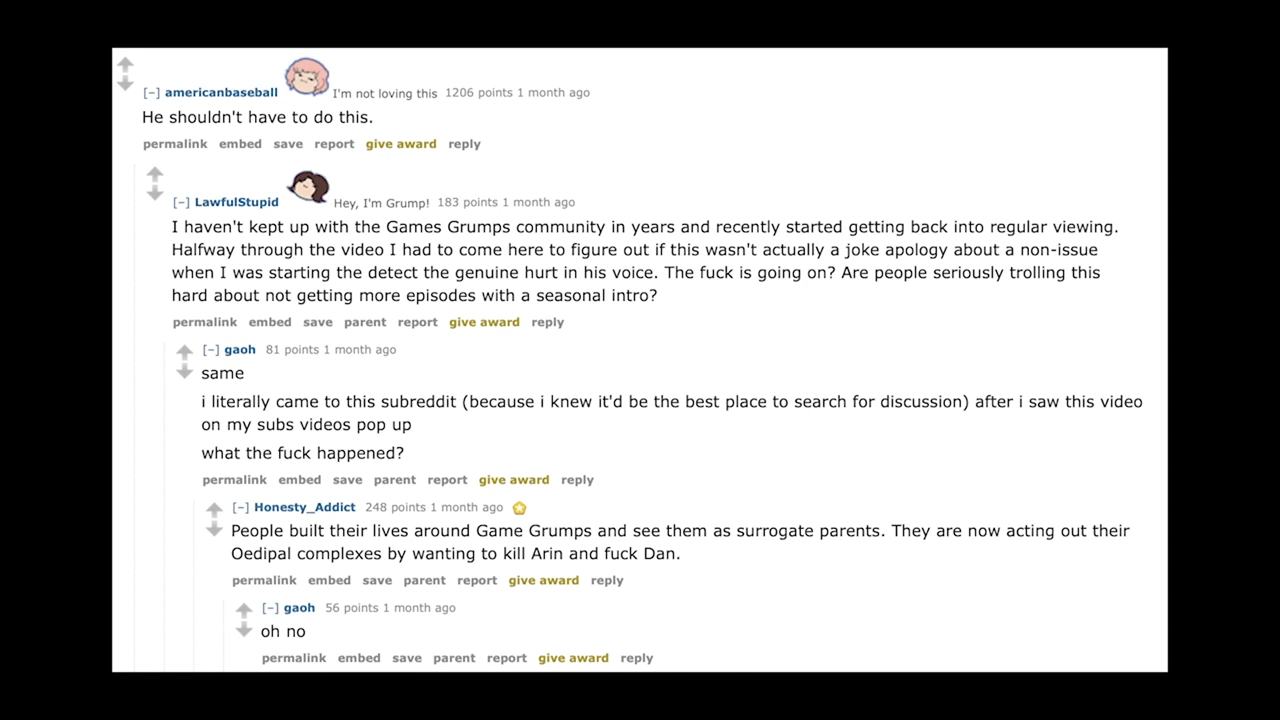 [–] americanbaseball I'm not loving this 1206 points 1 month ago
He shouldn't have to do this.
permalink embed save report give award reply
[–] LawfulStupid Hey, I'm Grump! 183 points 1 month ago
I haven't kept up with the Games Grumps community in years and recently started getting back into regular viewing.
Halfway through the video I had to come here to figure out if this wasn't actually a joke apology about a non-issue
when I was starting the detect the genuine hurt in his voice. The fuck is going on? Are people seriously trolling this
hard about not getting more episodes with a seasonal intro?
permalink embed save parent report give award reply
[–] gaoh 81 points 1 month ago
same
i literally came to this subreddit (because i knew it'd be the best place to search for discussion) after i saw this video
on my subs videos pop up
what the fuck happened?
permalink embed save parent report give award reply
[–] Honesty_Addict 248 points 1 month ago
People built their lives around Game Grumps and see them as surrogate parents. They are now acting out their
Oedipal complexes by wanting to kill Arin and fuck Dan.
permalink embed save parent report give award reply
[–] gaoh 56 points 1 month ago
oh no
permalink embed save parent report give award reply